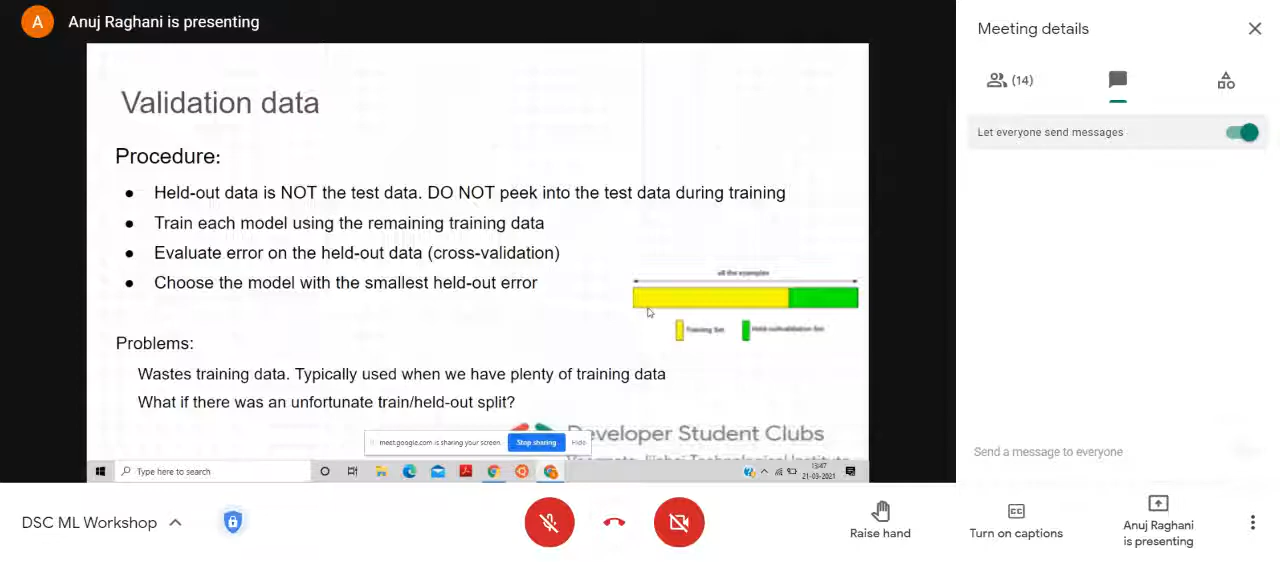 A
Anuj Raghani is presenting
Validation data
Procedure:
• Held-out data is NOT the test data. DO NOT peek into the test data during training
• Train each model using the remaining training data
• Evaluate error on the held-out data (cross-validation)
• Choose the model with the smallest held-out error
all the examples
Training Set
Held-out/validation Set
Problems:
Wastes training data. Typically used when we have plenty of training data
What if there was an unfortunate train/held-out split?
meet.google.com is sharing your screen.
Stop sharing
Hide
Developer Student Clubs
Type here to search
13:47
21-03-2021
Meeting details
(14)
Let everyone send messages
Send a message to everyone
DSC ML Workshop
Raise hand
CC
Turn on captions
Anuj Raghani
is presenting